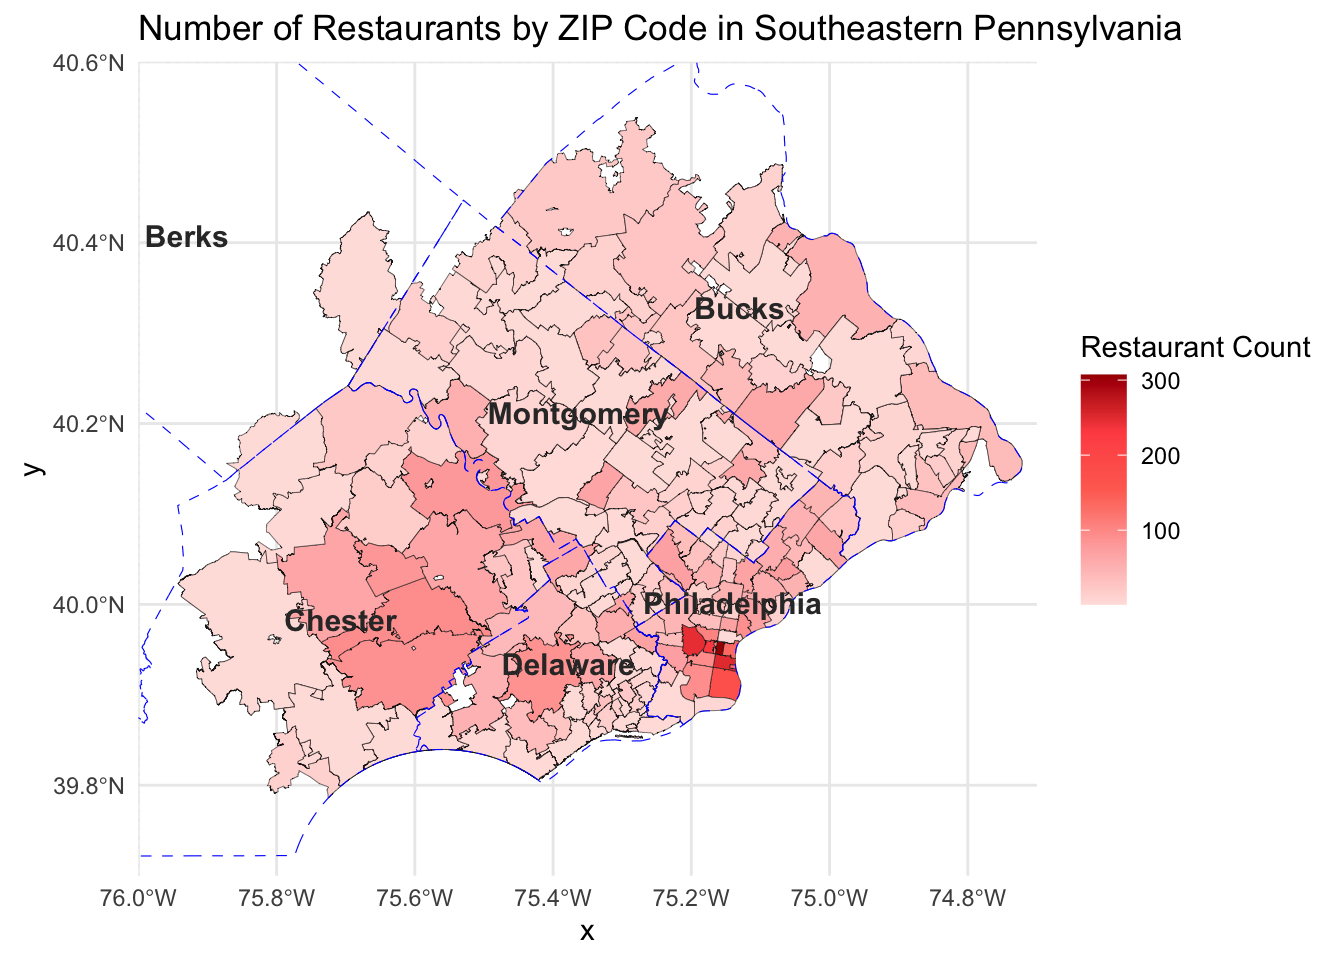 Number of Restaurants by ZIP Code in Southeastern Pennsylvania
40.6°N
40.4°N
40.2°N
40.0°N
39.8°N
y
Berks
Bucks
Montgomery
Chester
Philadelphia
Delaware
Restaurant Count
300
200
100
76.0°W 75.8°W 75.6°W 75.4°W 75.2°W 75.0°W 74.8°W
x